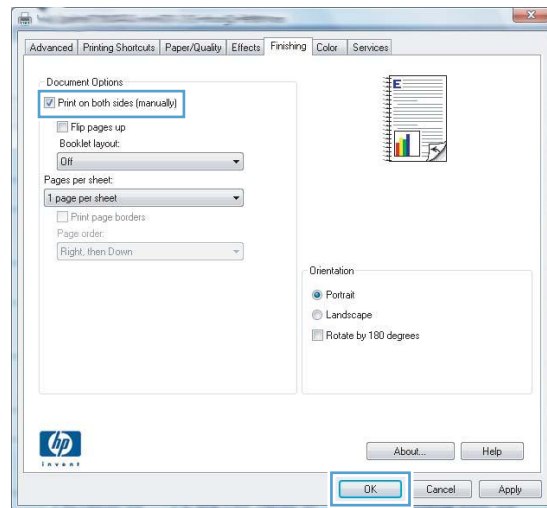 Advanced Printing Shortcuts Paper/Quality Effects Finishing Color Services
Document Options
Print on both sides (manually)
Flip pages up
Booklet layout:
Off
Pages per sheet:
1 page per sheet
Print page borders
Page order:
Right, then Down
E
Orientation
Portrait
Landscape
Rotate by 180 degrees
hp
invent
About... Help
OK Cancel Apply